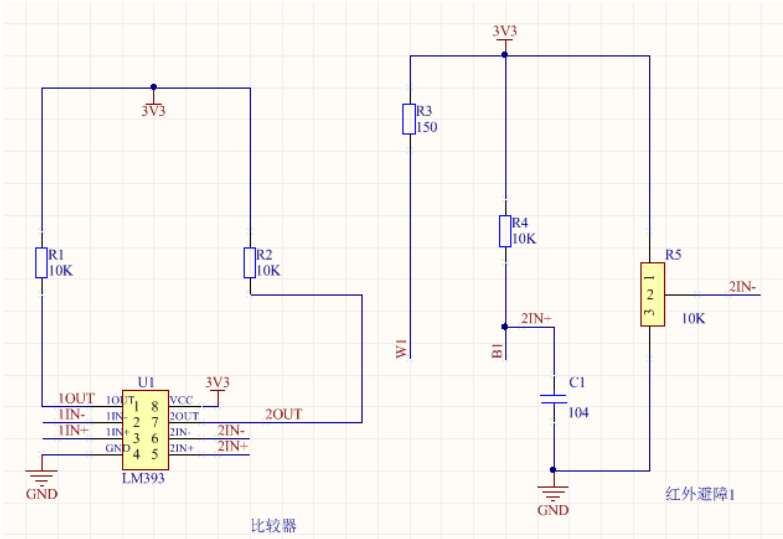 3V3
R1
10K
R2
10K
U1
3V3
1OUT
1OUT
1
8
VCC
1IN-
1IN-
2
7
2OUT
2OUT
1IN+
1IN+
3
6
2IN-
2IN-
GND
4
5
2IN+
2IN+
LM393
GND
比较器
3V3
R3
150
R4
10K
R5
1
2
3
2IN-
10K
2IN+
W1
B1
C1
104
GND
红外避障1